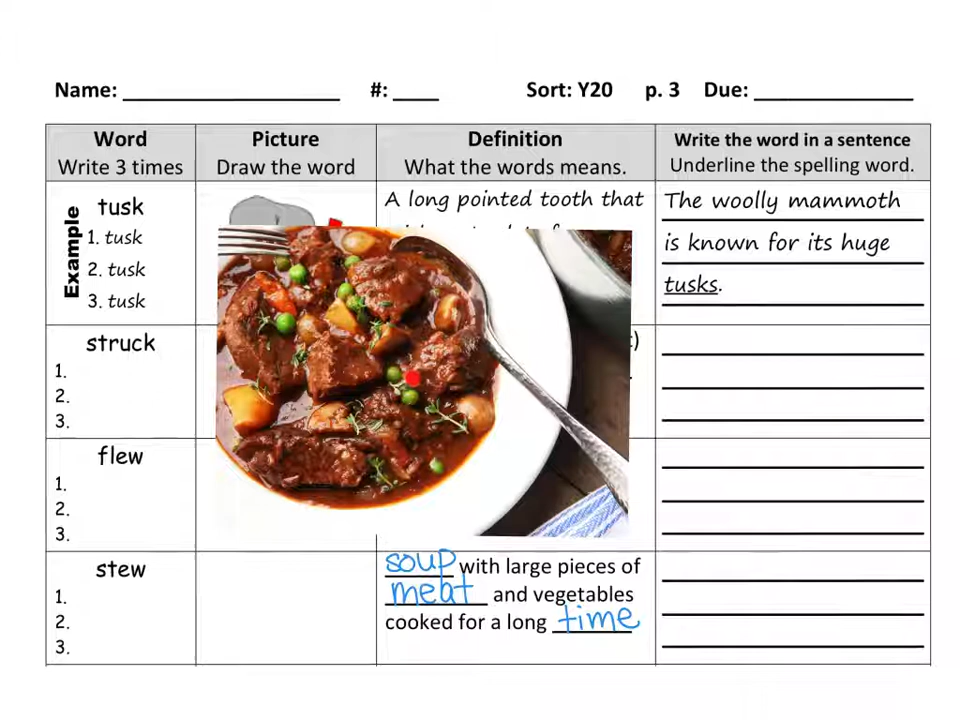 Name: ____________________ #: ____ Sort: Y20 p. 3 Due: ______________
Word
Write 3 times
Picture
Draw the word
Definition
What the words means.
Write the word in a sentence
Underline the spelling word.
Example
tusk
1. tusk
2. tusk
3. tusk
A long pointed tooth that
The woolly mammoth
is known for its huge
tusks.
struck
1.
2.
3.
flew
1.
2.
3.
stew
1.
2.
3.
soup with large pieces of
meat and vegetables
cooked for a long time